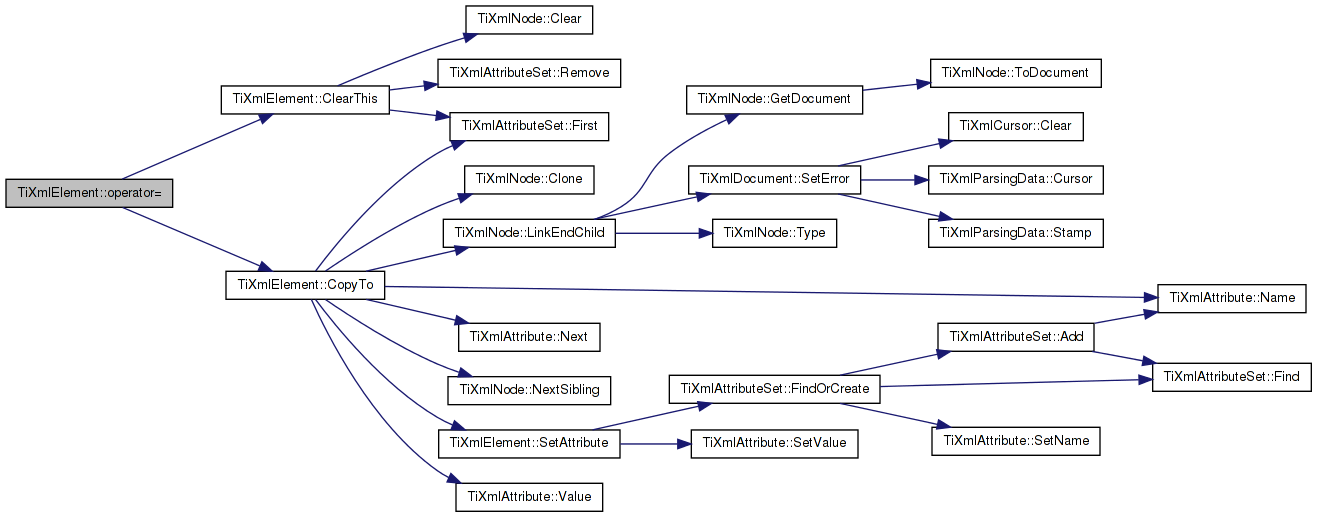 TiXmlElement::operator=
TiXmlElement::ClearThis
TiXmlNode::Clear
TiXmlAttributeSet::Remove
TiXmlAttributeSet::First
TiXmlElement::CopyTo
TiXmlNode::Clone
TiXmlNode::LinkEndChild
TiXmlNode::GetDocument
TiXmlNode::ToDocument
TiXmlDocument::SetError
TiXmlCursor::Clear
TiXmlParsingData::Cursor
TiXmlParsingData::Stamp
TiXmlNode::Type
TiXmlAttribute::Name
TiXmlAttribute::Next
TiXmlNode::NextSibling
TiXmlElement::SetAttribute
TiXmlAttributeSet::FindOrCreate
TiXmlAttributeSet::Add
TiXmlAttributeSet::Find
TiXmlAttribute::SetName
TiXmlAttribute::SetValue
TiXmlAttribute::Value